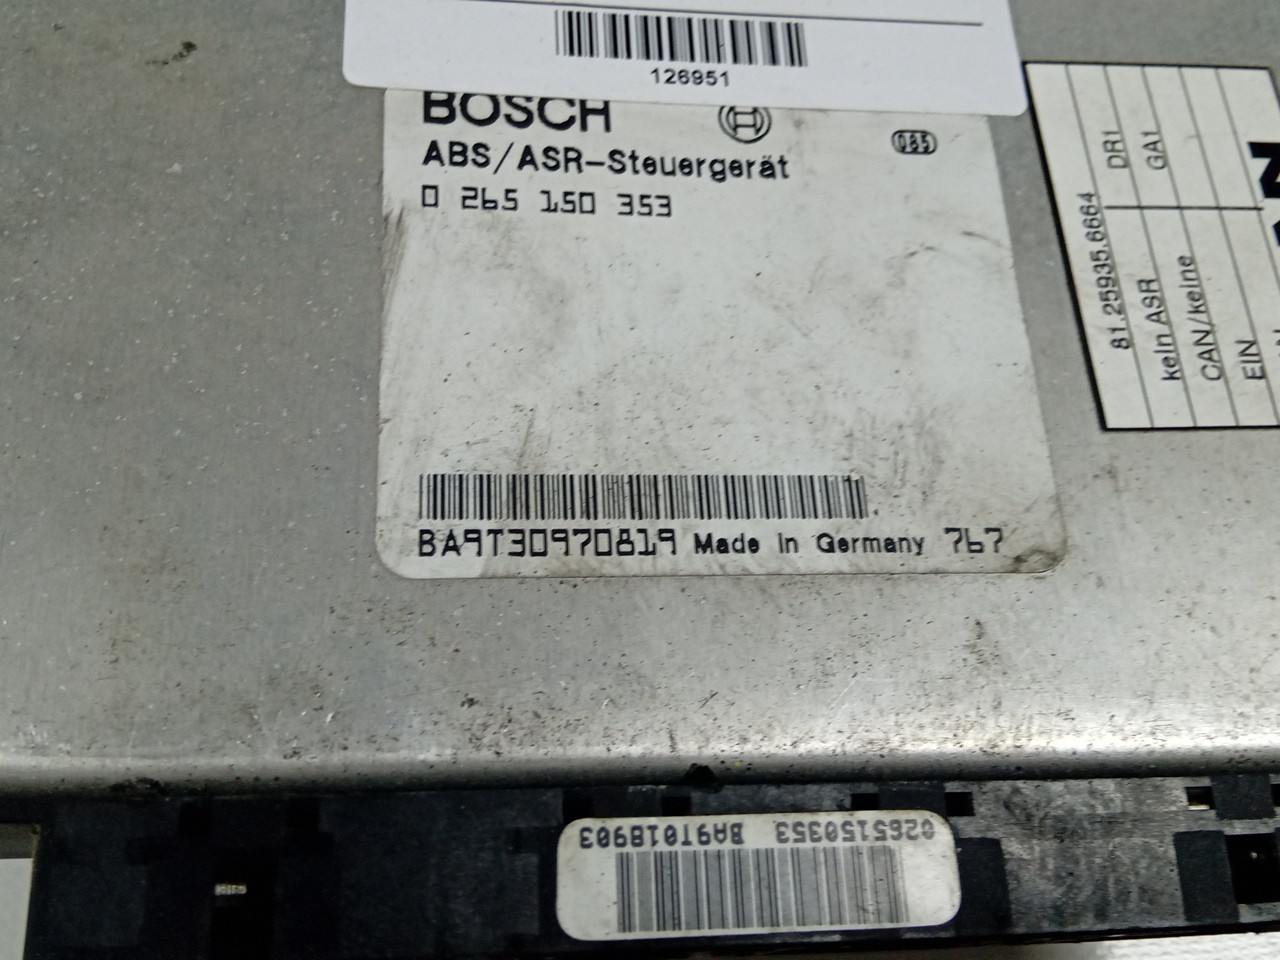 126951
BOSCH
085
ABS/ASR-Steuergerät
0 265 150 353
BA9T30970819 Made in Germany 767
81.25935.6664 DR1
kein ASR GA1
CAN/keine
EIN
0265150353 BA9T018903